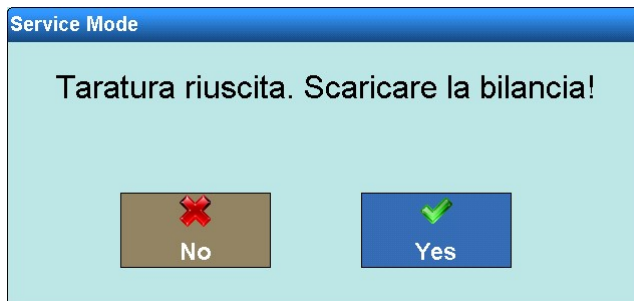 Service Mode
Taratura riuscita. Scaricare la bilancia!
No
Yes